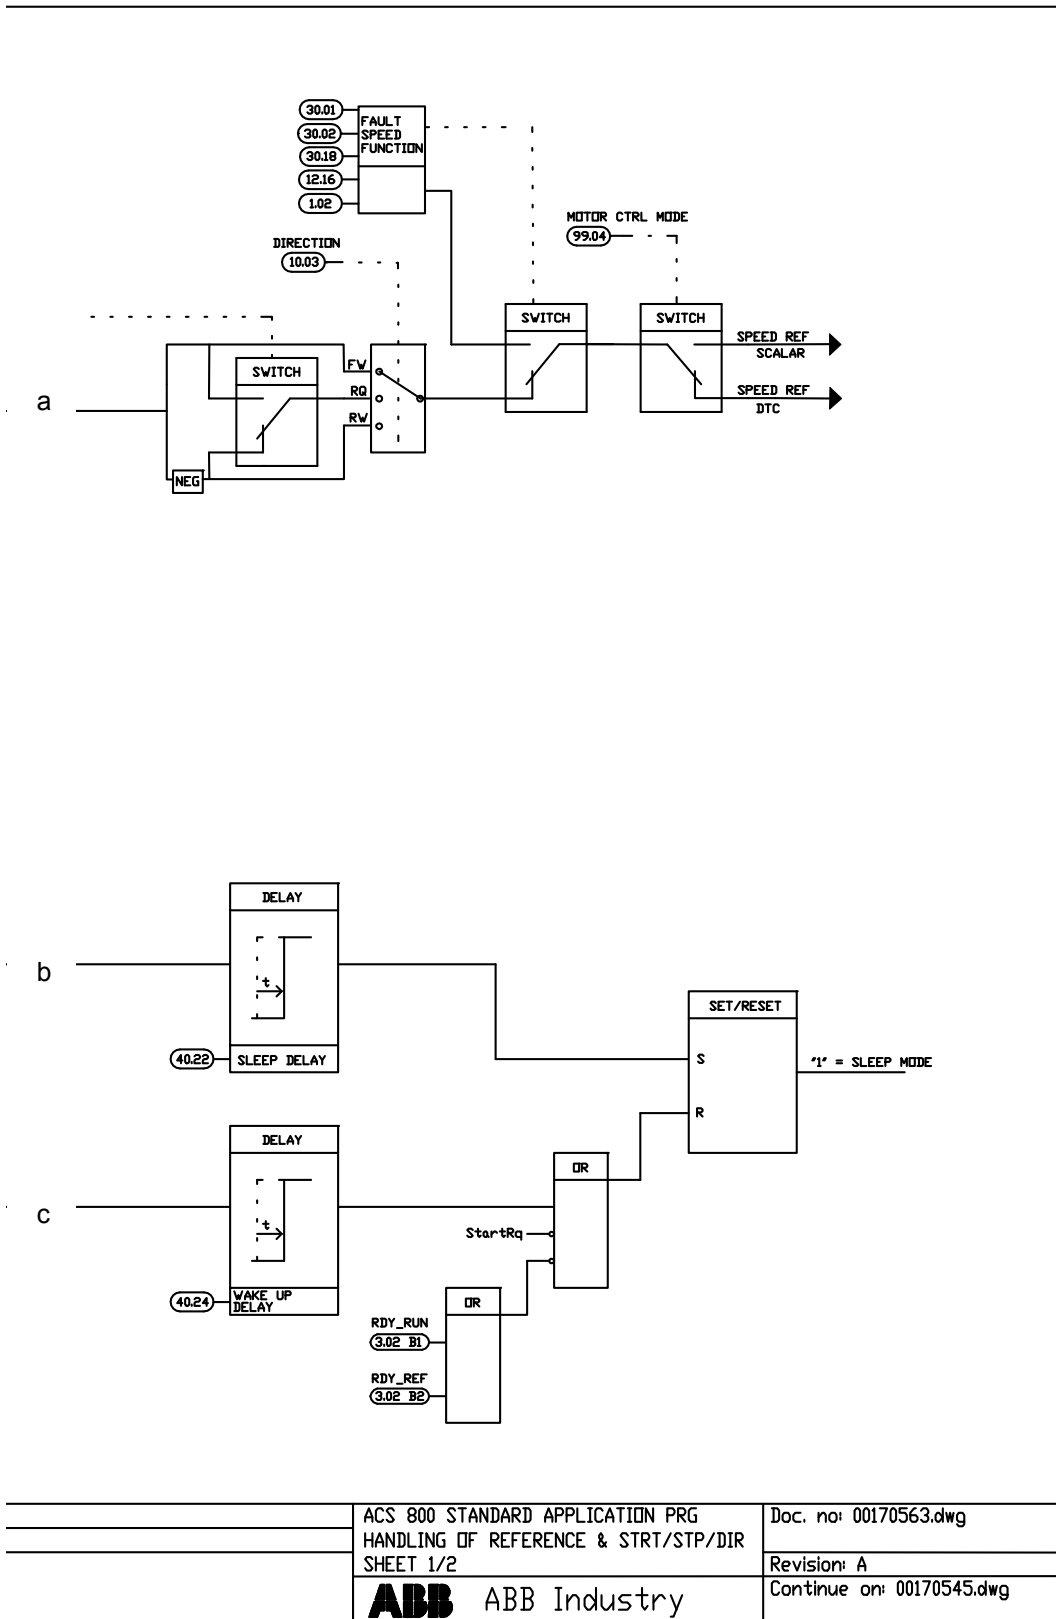 30.01
30.02
30.18
12.16
1.02
FAULT
SPEED
FUNCTION
MOTOR CTRL MODE
99.04
DIRECTION
10.03
SWITCH
SWITCH
SPEED REF
SCALAR
SPEED REF
DTC
SWITCH
FW
RQ
RW
a
NEG
DELAY
t
b
40.22
SLEEP DELAY
SET/RESET
S
R
"1" = SLEEP MODE
DELAY
t
c
40.24
WAKE UP
DELAY
OR
StartRq
OR
RDY_RUN
3.02 B1
RDY_REF
3.02 B2
ACS 800 STANDARD APPLICATION PRG
HANDLING OF REFERENCE & STRT/STP/DIR
SHEET 1/2
Doc. no: 00170563.dwg
Revision: A
ABB ABB Industry
Continue on: 00170545.dwg